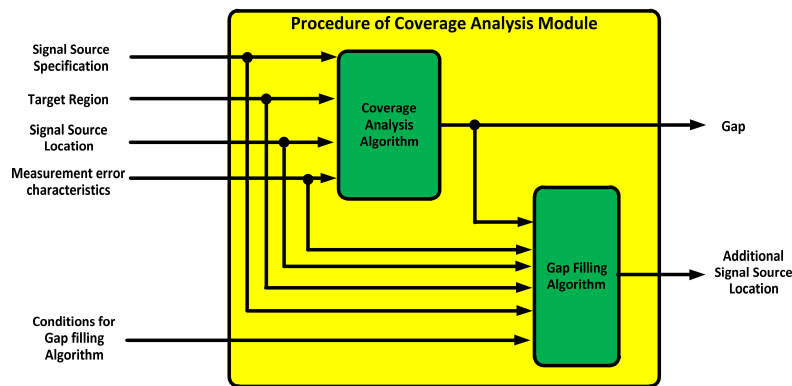 Procedure of Coverage Analysis Module
Signal Source
Specification
Target Region
Signal Source
Location
Measurement error
characteristics
Coverage
Analysis
Algorithm
Gap
Gap Filling
Algorithm
Additional
Signal Source
Location
Conditions for
Gap filling
Algorithm